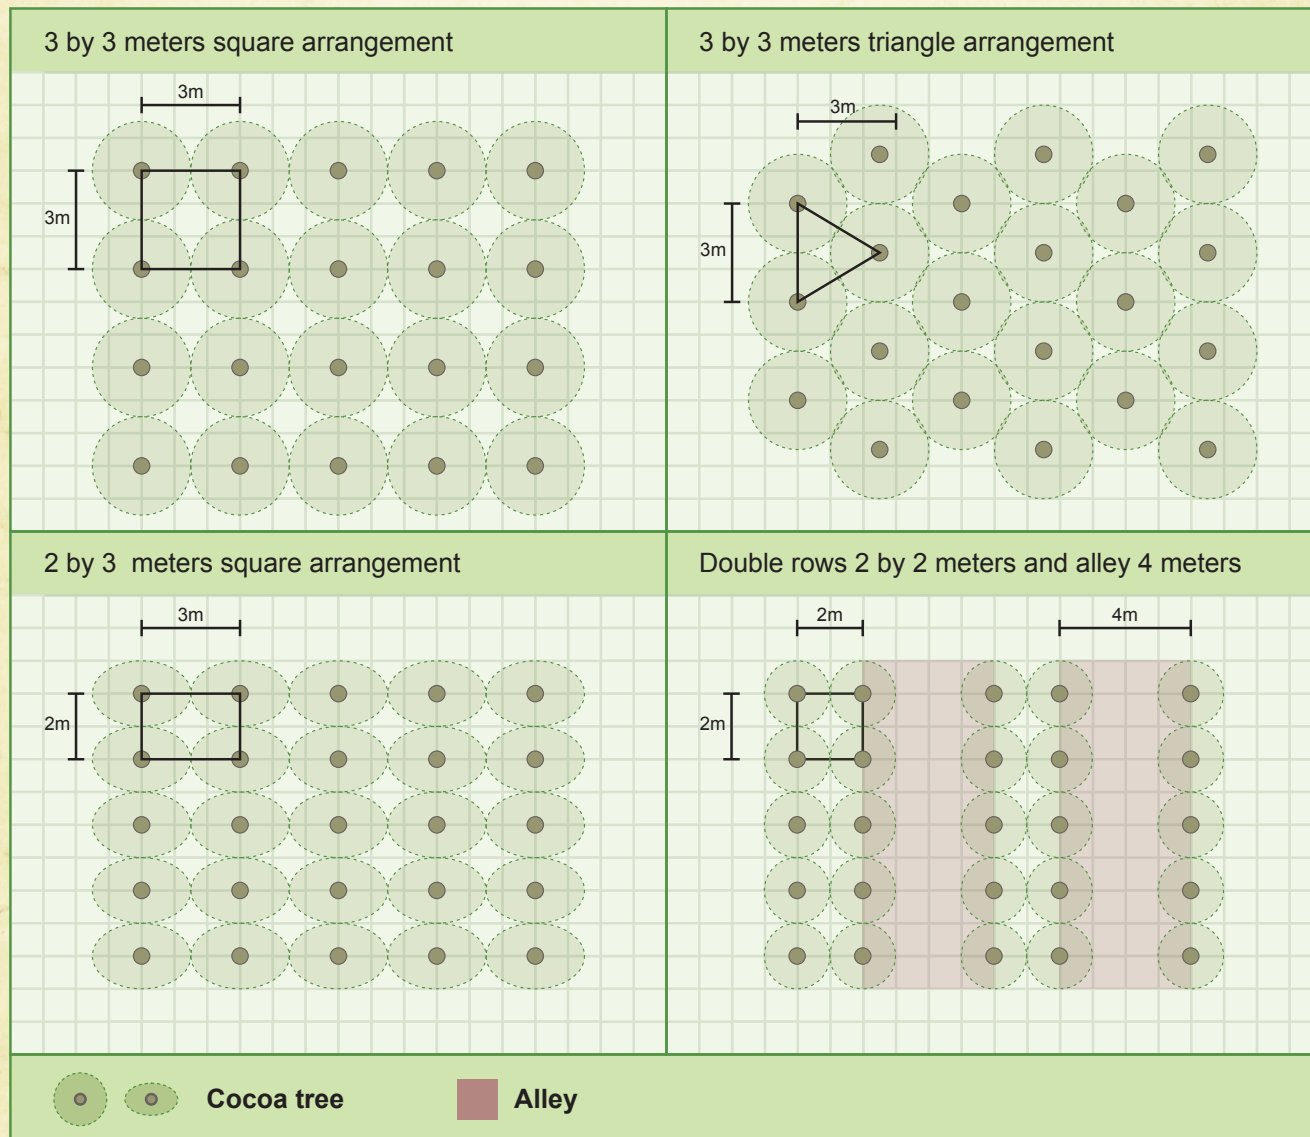 3 by 3 meters square arrangement
3m
3m
3 by 3 meters triangle arrangement
3m
3m
2 by 3  meters square arrangement
3m
2m
Double rows 2 by 2 meters and alley 4 meters
2m
4m
2m
Cocoa tree
Alley